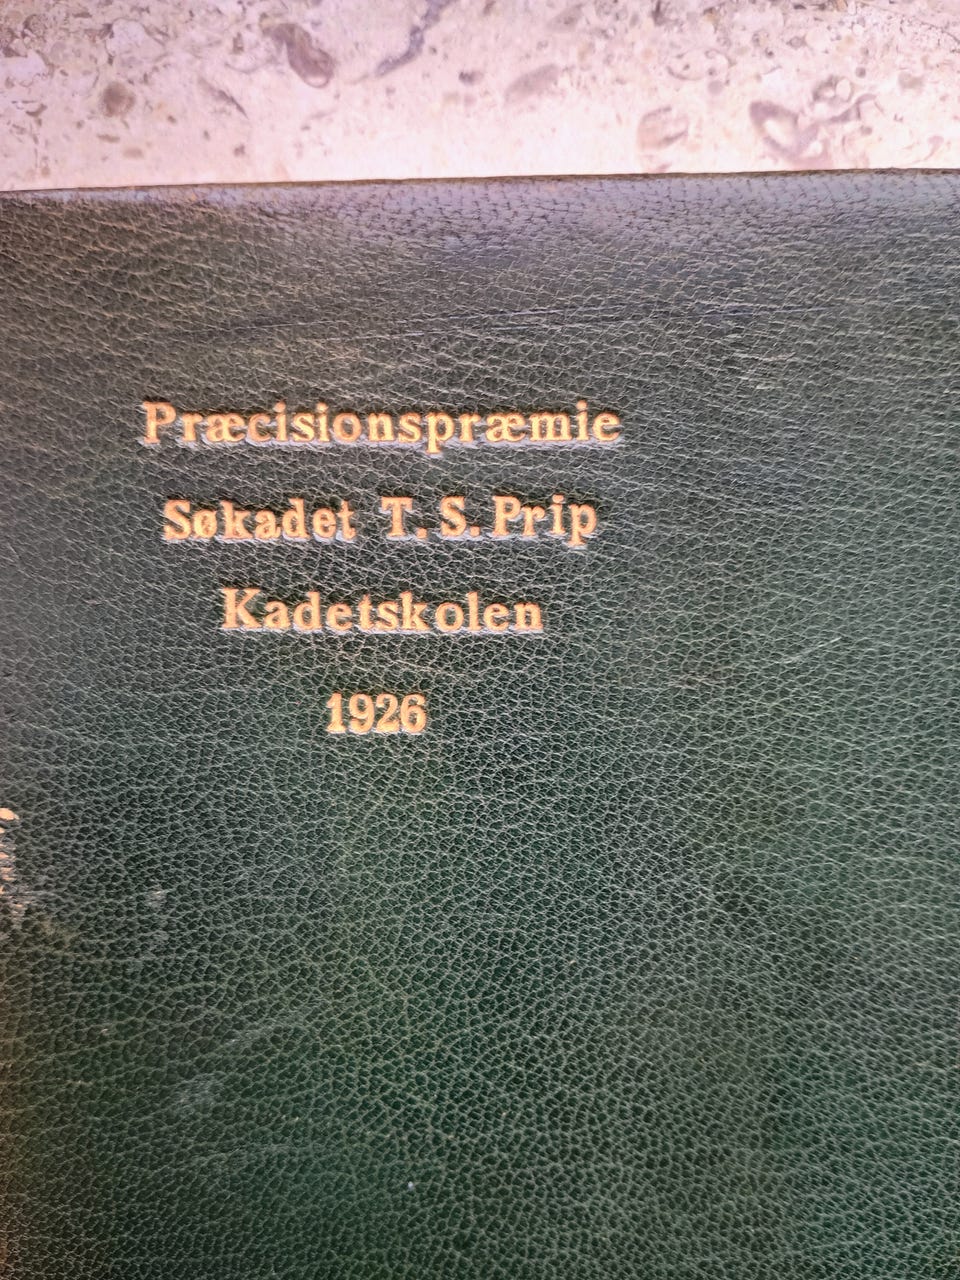 Præcisionspræmie
Søkadet T. S. Prip
Kadetskolen
1926